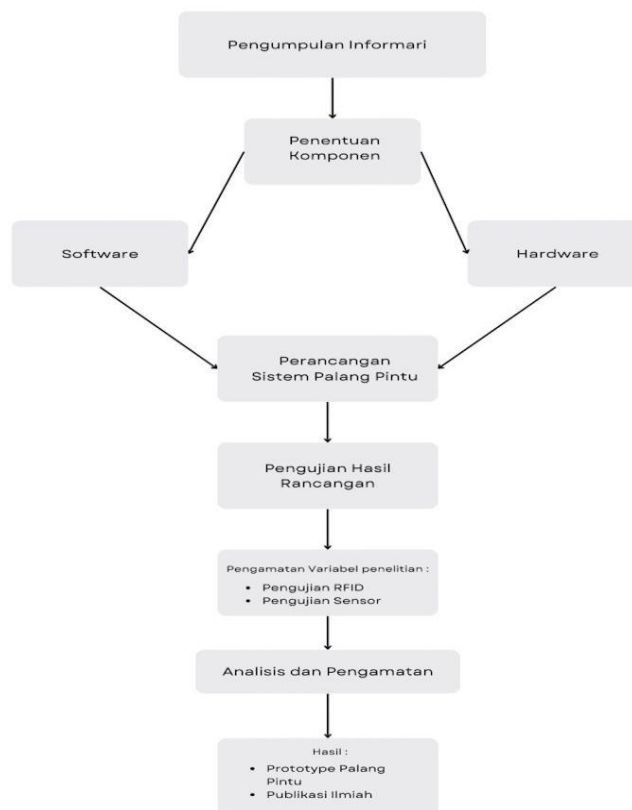 Pengumpulan Informari
Penentuan
Komponen
Software
Hardware
Perancangan
Sistem Palang Pintu
Pengujian Hasil
Rancangan
Pengamatan Variabel penelitian :
• Pengujian RFID
• Pengujian Sensor
Analisis dan Pengamatan
Hasil :
• Prototype Palang
Pintu
• Publikasi Ilmiah